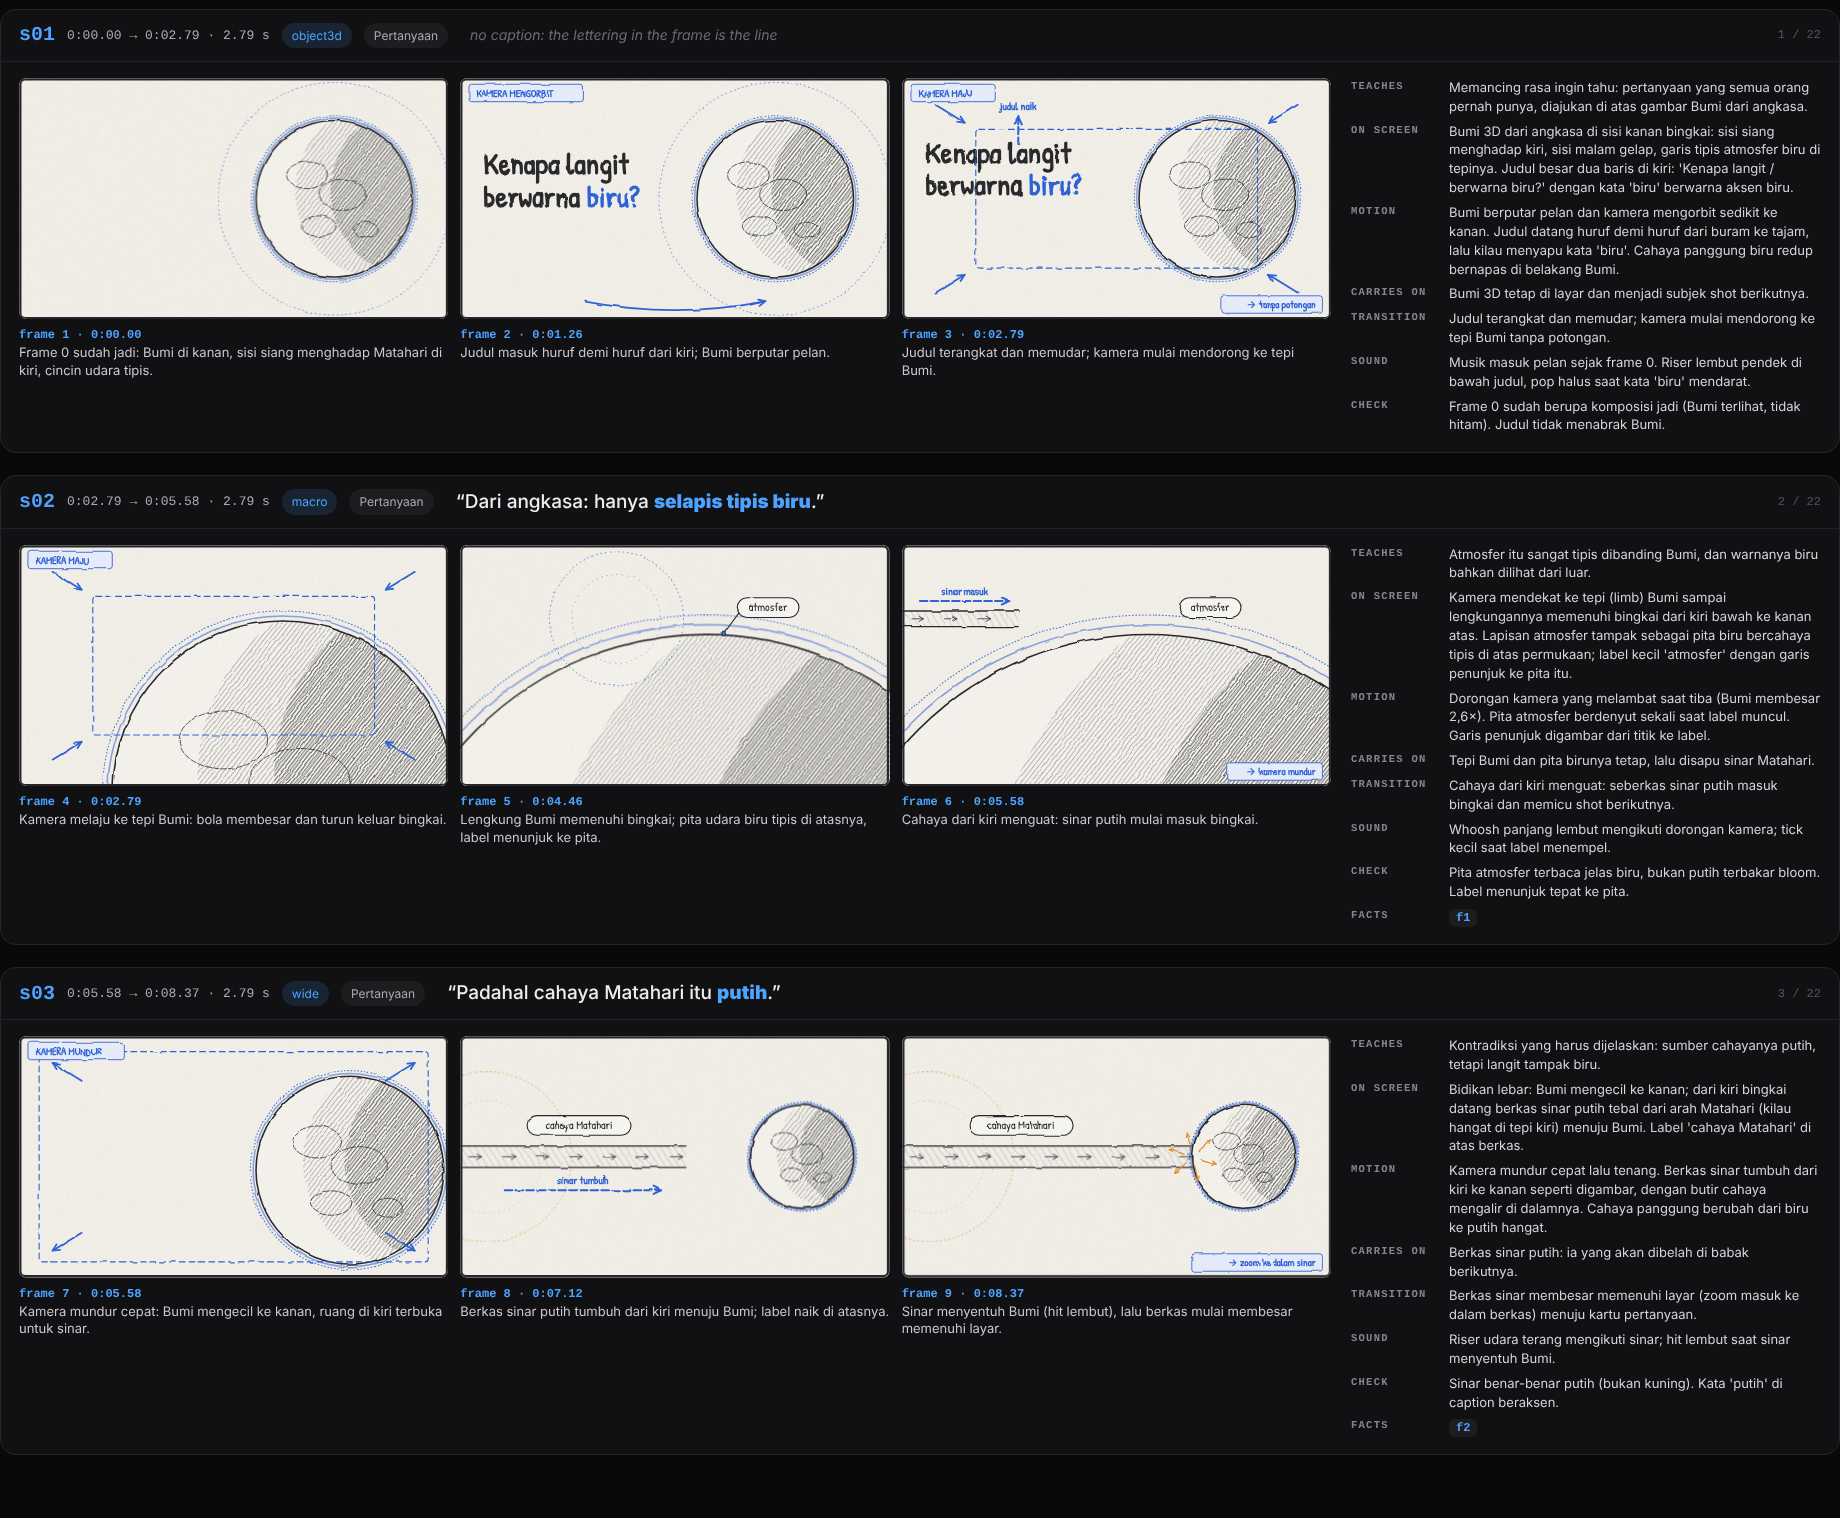 s01 0:00.00 → 0:02.79 · 2.79 s object3d Pertanyaan no caption: the lettering in the frame is the line 1 / 22
KAMERA MENGORBIT
Kenapa langit
berwarna biru?
KAMERA MAJU
judul naik
Kenapa langit
berwarna biru?
→ tanpa potongan
frame 1 · 0:00.00
Frame 0 sudah jadi: Bumi di kanan, sisi siang menghadap Matahari di
kiri, cincin udara tipis.
frame 2 · 0:01.26
Judul masuk huruf demi huruf dari kiri; Bumi berputar pelan.
frame 3 · 0:02.79
Judul terangkat dan memudar; kamera mulai mendorong ke tepi
Bumi.
TEACHES
Memancing rasa ingin tahu: pertanyaan yang semua orang
pernah punya, diajukan di atas gambar Bumi dari angkasa.
ON SCREEN
Bumi 3D dari angkasa di sisi kanan bingkai: sisi siang
menghadap kiri, sisi malam gelap, garis tipis atmosfer biru di
tepinya. Judul besar dua baris di kiri: 'Kenapa langit /
berwarna biru?' dengan kata 'biru' berwarna aksen biru.
MOTION
Bumi berputar pelan dan kamera mengorbit sedikit ke
kanan. Judul datang huruf demi huruf dari buram ke tajam,
lalu kilau menyapu kata 'biru'. Cahaya panggung biru redup
bernapas di belakang Bumi.
CARRIES ON
Bumi 3D tetap di layar dan menjadi subjek shot berikutnya.
TRANSITION
Judul terangkat dan memudar; kamera mulai mendorong ke
tepi Bumi tanpa potongan.
SOUND
Musik masuk pelan sejak frame 0. Riser lembut pendek di
bawah judul, pop halus saat kata 'biru' mendarat.
CHECK
Frame 0 sudah berupa komposisi jadi (Bumi terlihat, tidak
hitam). Judul tidak menabrak Bumi.
s02 0:02.79 → 0:05.58 · 2.79 s macro Pertanyaan “Dari angkasa: hanya selapis tipis biru.” 2 / 22
KAMERA MAJU
atmosfer
sinar masuk
atmosfer
→ kamera mundur
frame 4 · 0:02.79
Kamera melaju ke tepi Bumi: bola membesar dan turun keluar bingkai.
frame 5 · 0:04.46
Lengkung Bumi memenuhi bingkai; pita udara biru tipis di atasnya,
label menunjuk ke pita.
frame 6 · 0:05.58
Cahaya dari kiri menguat: sinar putih mulai masuk bingkai.
TEACHES
Atmosfer itu sangat tipis dibanding Bumi, dan warnanya biru
bahkan dilihat dari luar.
ON SCREEN
Kamera mendekat ke tepi (limb) Bumi sampai
lengkungannya memenuhi bingkai dari kiri bawah ke kanan
atas. Lapisan atmosfer tampak sebagai pita biru bercahaya
tipis di atas permukaan; label kecil 'atmosfer' dengan garis
penunjuk ke pita itu.
MOTION
Dorongan kamera yang melambat saat tiba (Bumi membesar
2,6×). Pita atmosfer berdenyut sekali saat label muncul.
Garis penunjuk digambar dari titik ke label.
CARRIES ON
Tepi Bumi dan pita birunya tetap, lalu disapu sinar Matahari.
TRANSITION
Cahaya dari kiri menguat: seberkas sinar putih masuk
bingkai dan memicu shot berikutnya.
SOUND
Whoosh panjang lembut mengikuti dorongan kamera; tick
kecil saat label menempel.
CHECK
Pita atmosfer terbaca jelas biru, bukan putih terbakar bloom.
Label menunjuk tepat ke pita.
FACTS
f1
s03 0:05.58 → 0:08.37 · 2.79 s wide Pertanyaan “Padahal cahaya Matahari itu putih.” 3 / 22
KAMERA MUNDUR
cahaya Matahari
sinar tumbuh
cahaya Matahari
→ zoom ke dalam sinar
frame 7 · 0:05.58
Kamera mundur cepat: Bumi mengecil ke kanan, ruang di kiri terbuka
untuk sinar.
frame 8 · 0:07.12
Berkas sinar putih tumbuh dari kiri menuju Bumi; label naik di atasnya.
frame 9 · 0:08.37
Sinar menyentuh Bumi (hit lembut), lalu berkas mulai membesar
memenuhi layar.
TEACHES
Kontradiksi yang harus dijelaskan: sumber cahayanya putih,
tetapi langit tampak biru.
ON SCREEN
Bidikan lebar: Bumi mengecil ke kanan; dari kiri bingkai
datang berkas sinar putih tebal dari arah Matahari (kilau
hangat di tepi kiri) menuju Bumi. Label 'cahaya Matahari' di
atas berkas.
MOTION
Kamera mundur cepat lalu tenang. Berkas sinar tumbuh dari
kiri ke kanan seperti digambar, dengan butir cahaya
mengalir di dalamnya. Cahaya panggung berubah dari biru
ke putih hangat.
CARRIES ON
Berkas sinar putih: ia yang akan dibelah di babak
berikutnya.
TRANSITION
Berkas sinar membesar memenuhi layar (zoom masuk ke
dalam berkas) menuju kartu pertanyaan.
SOUND
Riser udara terang mengikuti sinar; hit lembut saat sinar
menyentuh Bumi.
CHECK
Sinar benar-benar putih (bukan kuning). Kata 'putih' di
caption beraksen.
FACTS
f2